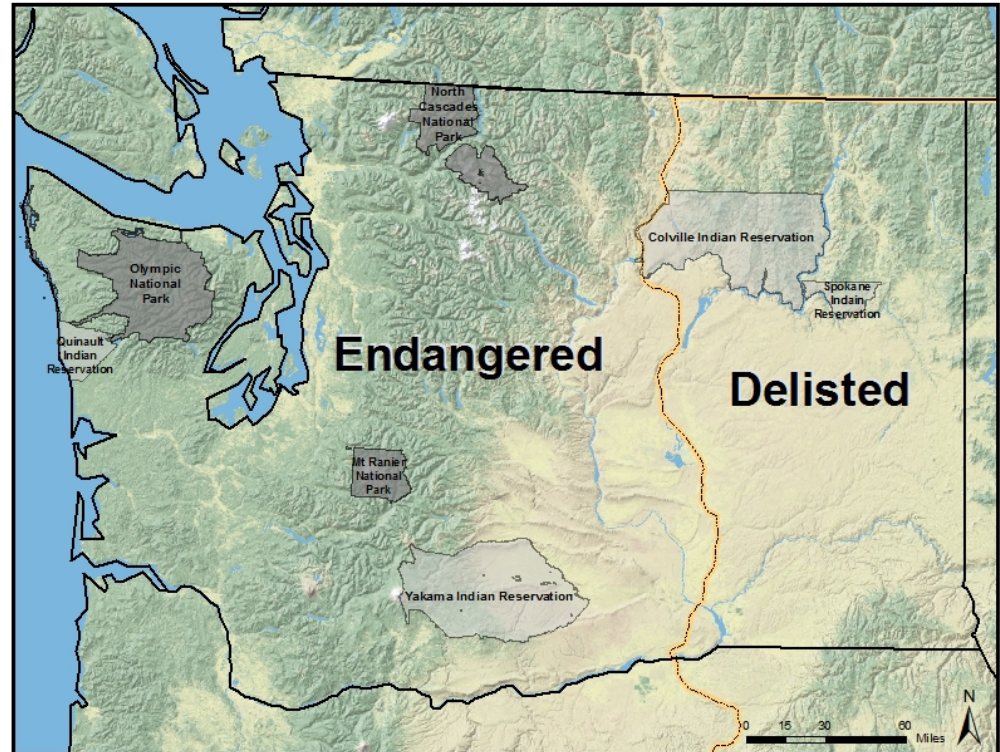 North
Cascades
National
Park
Colville Indian Reservation
Olympic
National
Park
Spokane
Indain
Reservation
Quinault
Indian
Reservation
Endangered
Delisted
Mt Ranier
National
Park
Yakama Indian Reservation
N
0 15 30 60
Miles